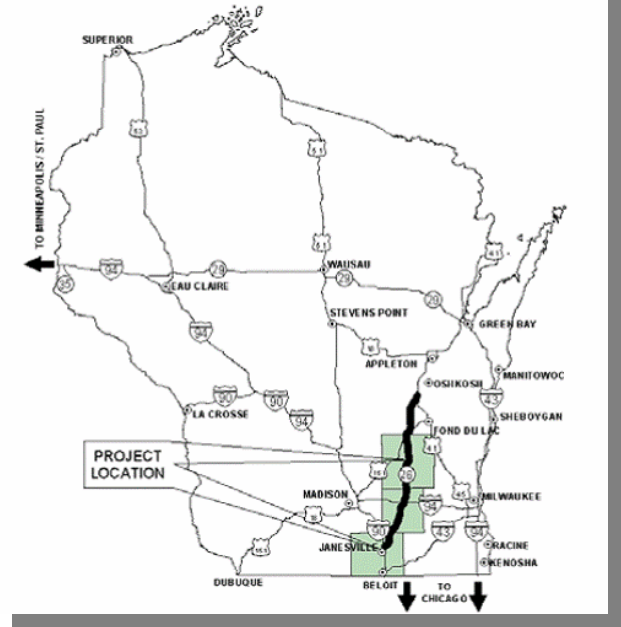 SUPERIOR
53
TO MINNEAPOLIS / ST. PAUL
51
51
41
94
29
WAUSAU
29
35
EAU CLAIRE
29
STEVENS POINT
GREEN BAY
94
10
APPLETON
MANITOWOC
OSHKOSH
90
90
43
LA CROSSE
94
SHEBOYGAN
FOND DU LAC
41
PROJECT
LOCATION
151
26
MADISON
45
MILWAUKEE
94
18
90
43
94
JANESVILLE
RACINE
151
KENOSHA
DUBUQUE
BELOIT
TO
CHICAGO